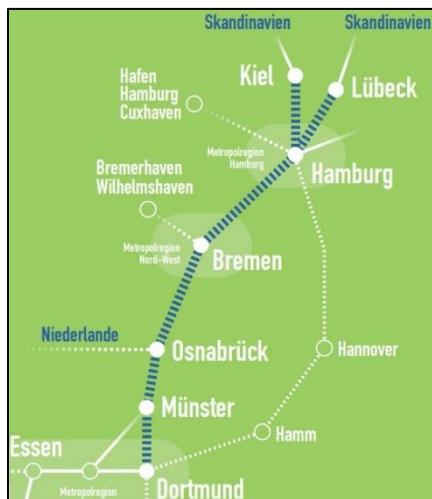 Skandinavien
Skandinavien
Kiel
Lübeck
Hafen
Hamburg
Cuxhaven
Metropolregion
Hamburg
Hamburg
Bremerhaven
Wilhelmshaven
Metropolregion
Nord-West
Bremen
Niederlande
Osnabrück
Hannover
Münster
Hamm
Essen
Metropolregion
Dortmund